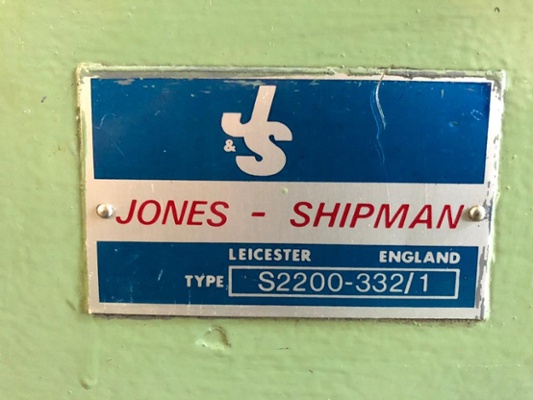 J
&
S
JONES - SHIPMAN
LEICESTER ENGLAND
TYPE S2200-332/1